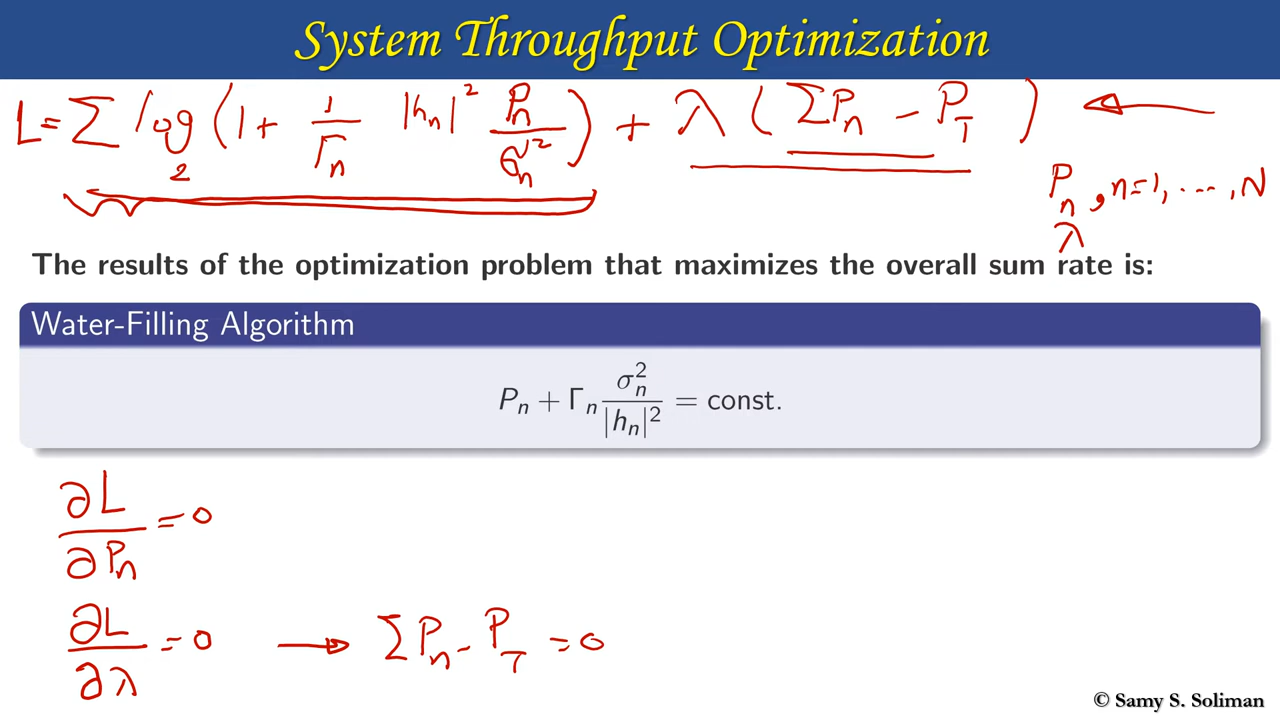 System Throughput Optimization
L = Σ log₂ (1 + 1/Γₙ |hₙ|² Pₙ/σₙ²) + λ (ΣPₙ − P_T)
Pₙ, n=1, ...., N
λ
The results of the optimization problem that maximizes the overall sum rate is:
Water-Filling Algorithm
Pₙ + Γₙ σₙ²/|hₙ|² = const.
∂L/∂Pₙ = 0
∂L/∂λ = 0 → ΣPₙ − P_T = 0
© Samy S. Soliman